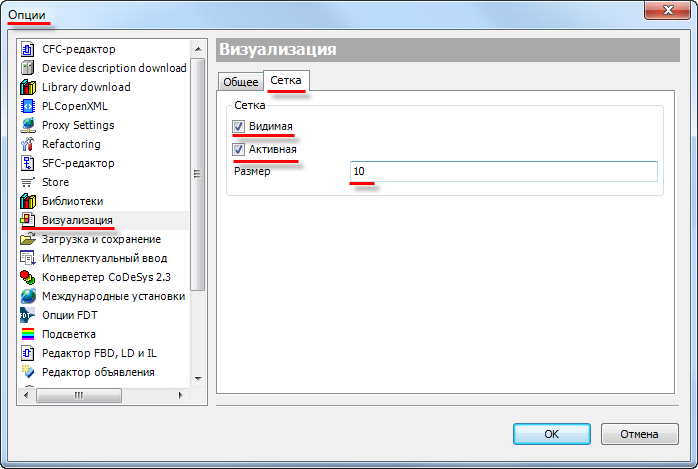 Опции
CFC-редактор
Device description download
Library download
PLCopenXML
Proxy Settings
Refactoring
SFC-редактор
Store
Библиотеки
Визуализация
Загрузка и сохранение
Интеллектуальный ввод
Конверетер CoDeSys 2.3
Международные установки
Опции FDT
Подсветка
Редактор FBD, LD и IL
Редактор объявления
Визуализация
Общее Сетка
Сетка
Видимая
Активная
Размер 10
OK Отмена